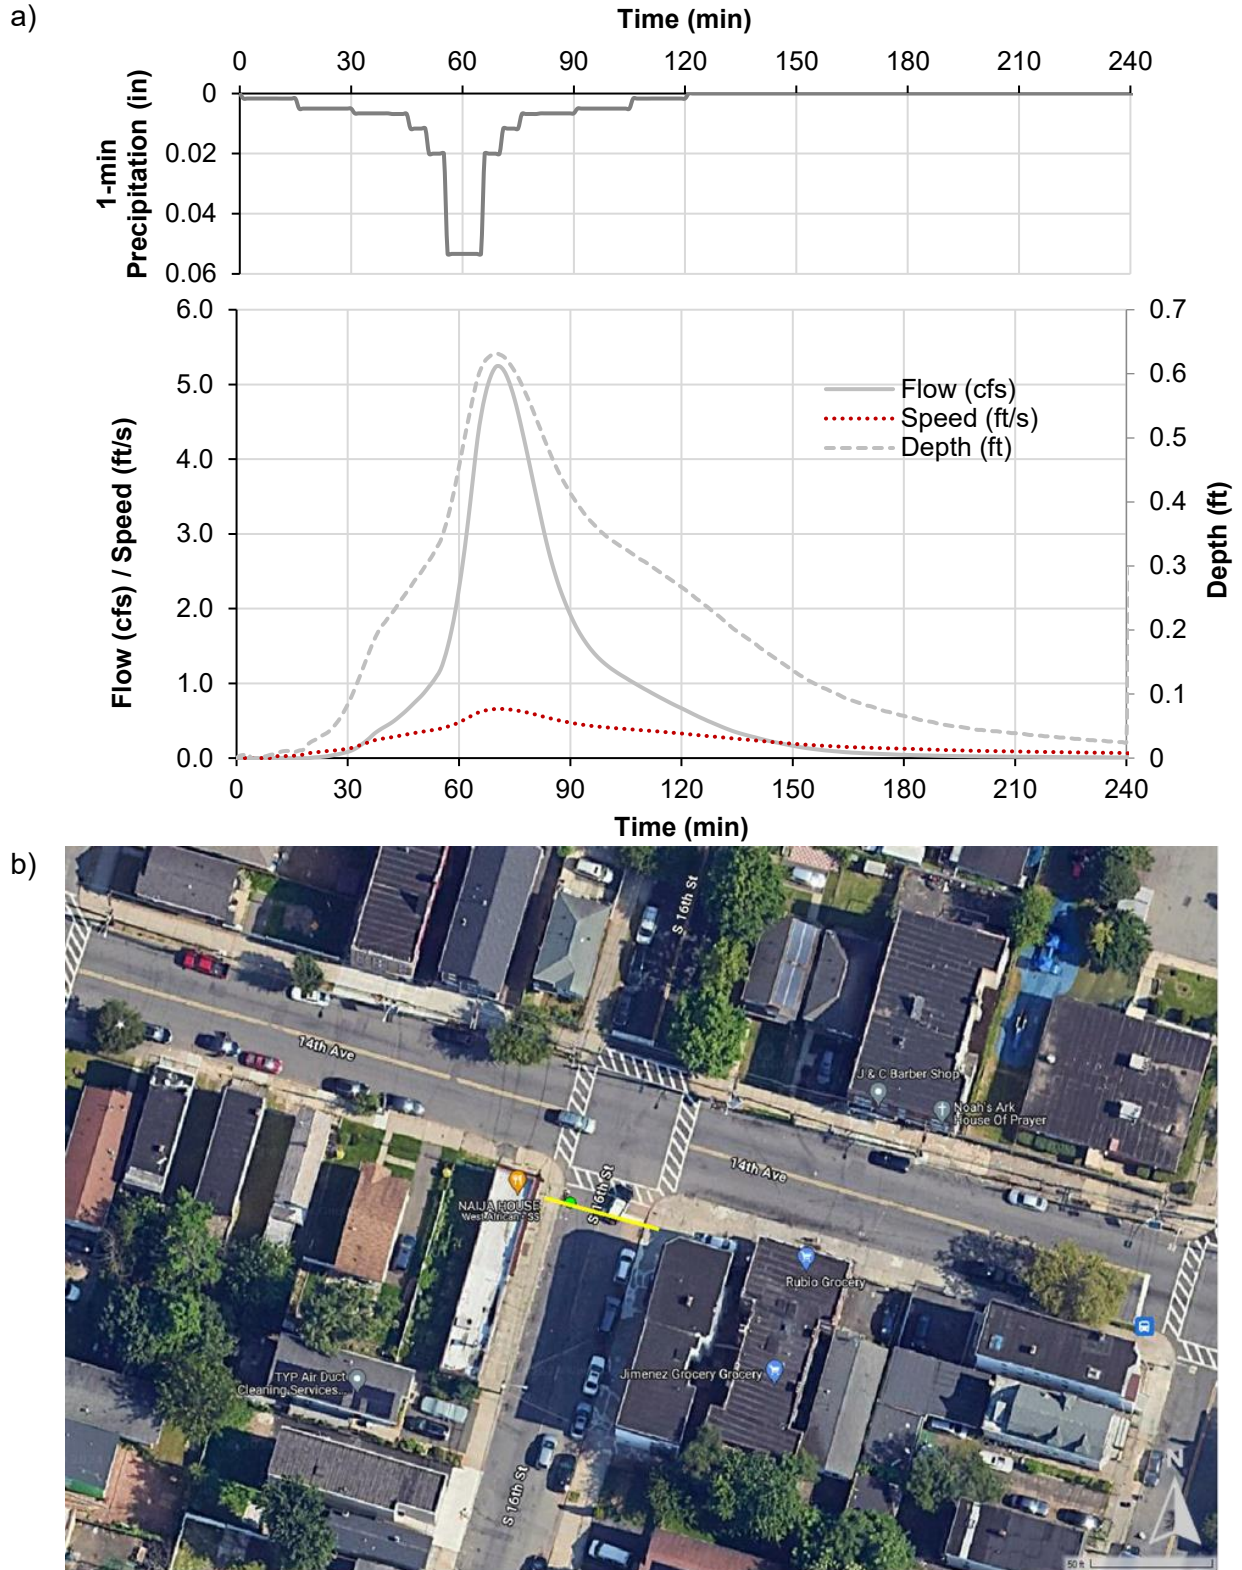 a)
Time (min)
0 30 60 90 120 150 180 210 240
1-min
Precipitation (in)
0
0.02
0.04
0.06
6.0
5.0
4.0
3.0
2.0
1.0
0.0
Flow (cfs) / Speed (ft/s)
Flow (cfs)
Speed (ft/s)
Depth (ft)
0.7
0.6
0.5
0.4
0.3
0.2
0.1
0
Depth (ft)
0 30 60 90 120 150 180 210 240
Time (min)
b)
S 16th St
14th Ave
J & C Barber Shop
Noah's Ark
House Of Prayer
14th Ave
S 16th St
NAIJA HOUSE
West African
Rubio Grocery
Jimenez Grocery Grocery
TYP Air Duct
Cleaning Services...
S 16th St
N
50 ft